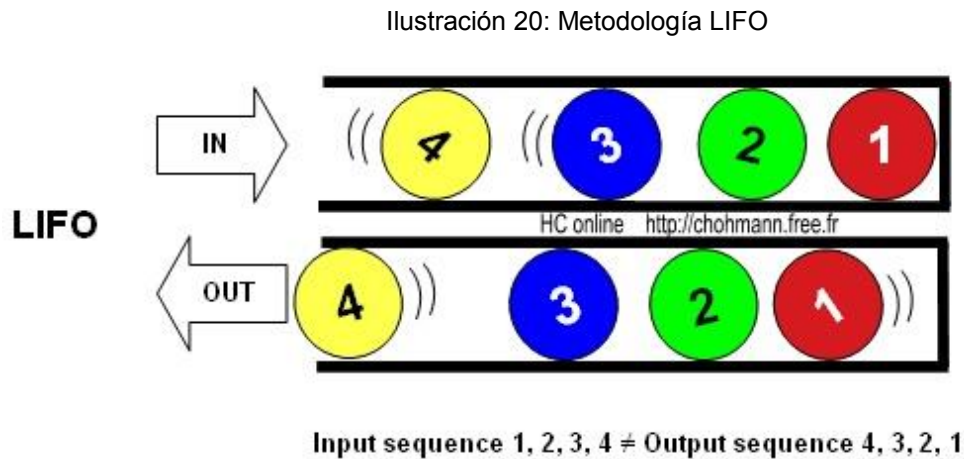 Ilustración 20: Metodología LIFO
IN
4 3 2 1
LIFO
HC online http://chohmann.free.fr
OUT
4 3 2 1
Input sequence 1, 2, 3, 4 ≠ Output sequence 4, 3, 2, 1